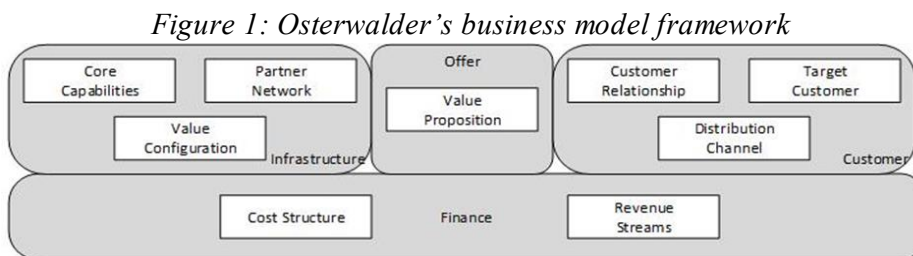 Figure 1: Osterwalder's business model framework
Core
Capabilities
Partner
Network
Value
Configuration
Infrastructure
Offer
Value
Proposition
Customer
Relationship
Target
Customer
Distribution
Channel
Customer
Cost Structure
Finance
Revenue
Streams